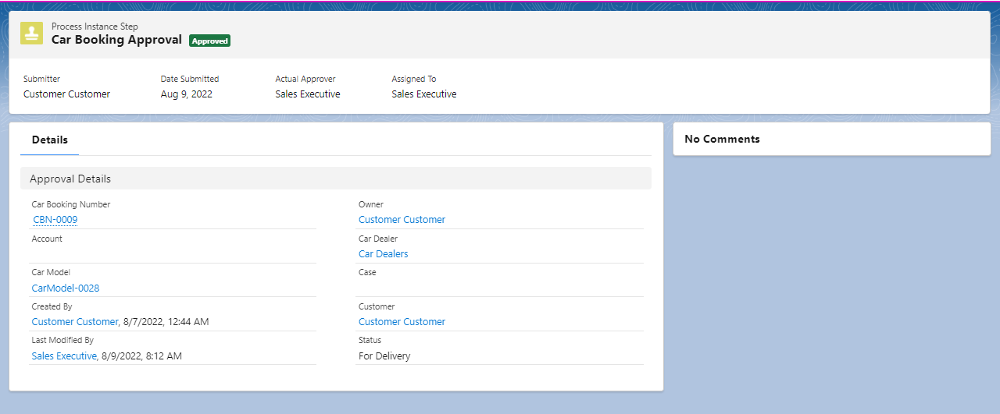 Process Instance Step
Car Booking Approval Approved
Submitter Date Submitted Actual Approver Assigned To
Customer Customer Aug 9, 2022 Sales Executive Sales Executive
Details
Approval Details
Car Booking Number Owner
CBN-0009 Customer Customer
Account Car Dealer
Car Dealers
Car Model Case
CarModel-0028
Created By Customer
Customer Customer, 8/7/2022, 12:44 AM Customer Customer
Last Modified By Status
Sales Executive, 8/9/2022, 8:12 AM For Delivery
No Comments